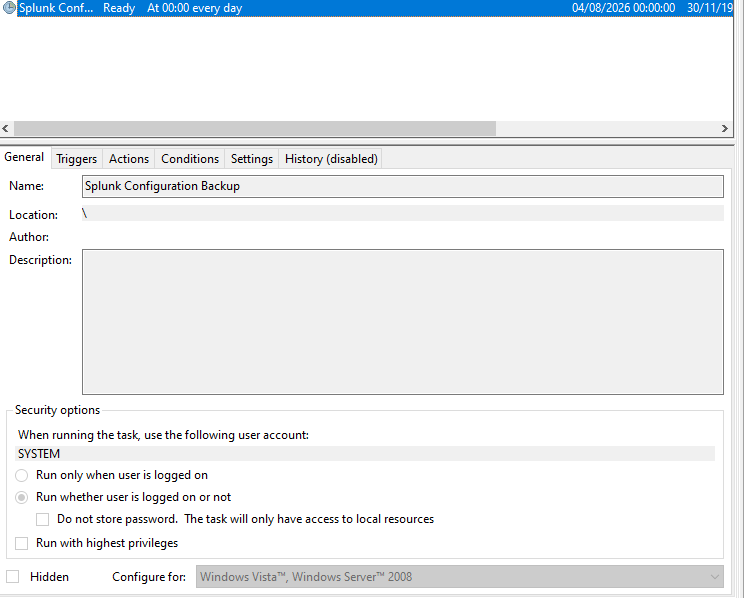 Splunk Conf... Ready At 00:00 every day 04/08/2026 00:00:00 30/11/19
General Triggers Actions Conditions Settings History (disabled)
Name: Splunk Configuration Backup
Location: \
Author:
Description:
Security options
When running the task, use the following user account:
SYSTEM
Run only when user is logged on
Run whether user is logged on or not
Do not store password. The task will only have access to local resources
Run with highest privileges
Hidden Configure for: Windows Vista™, Windows Server™ 2008